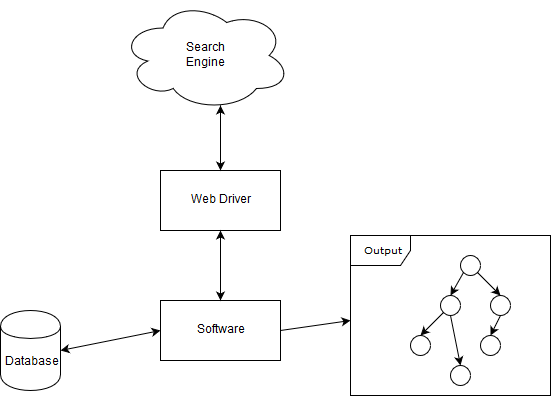 Search
Engine
Web Driver
Output
Software
Database